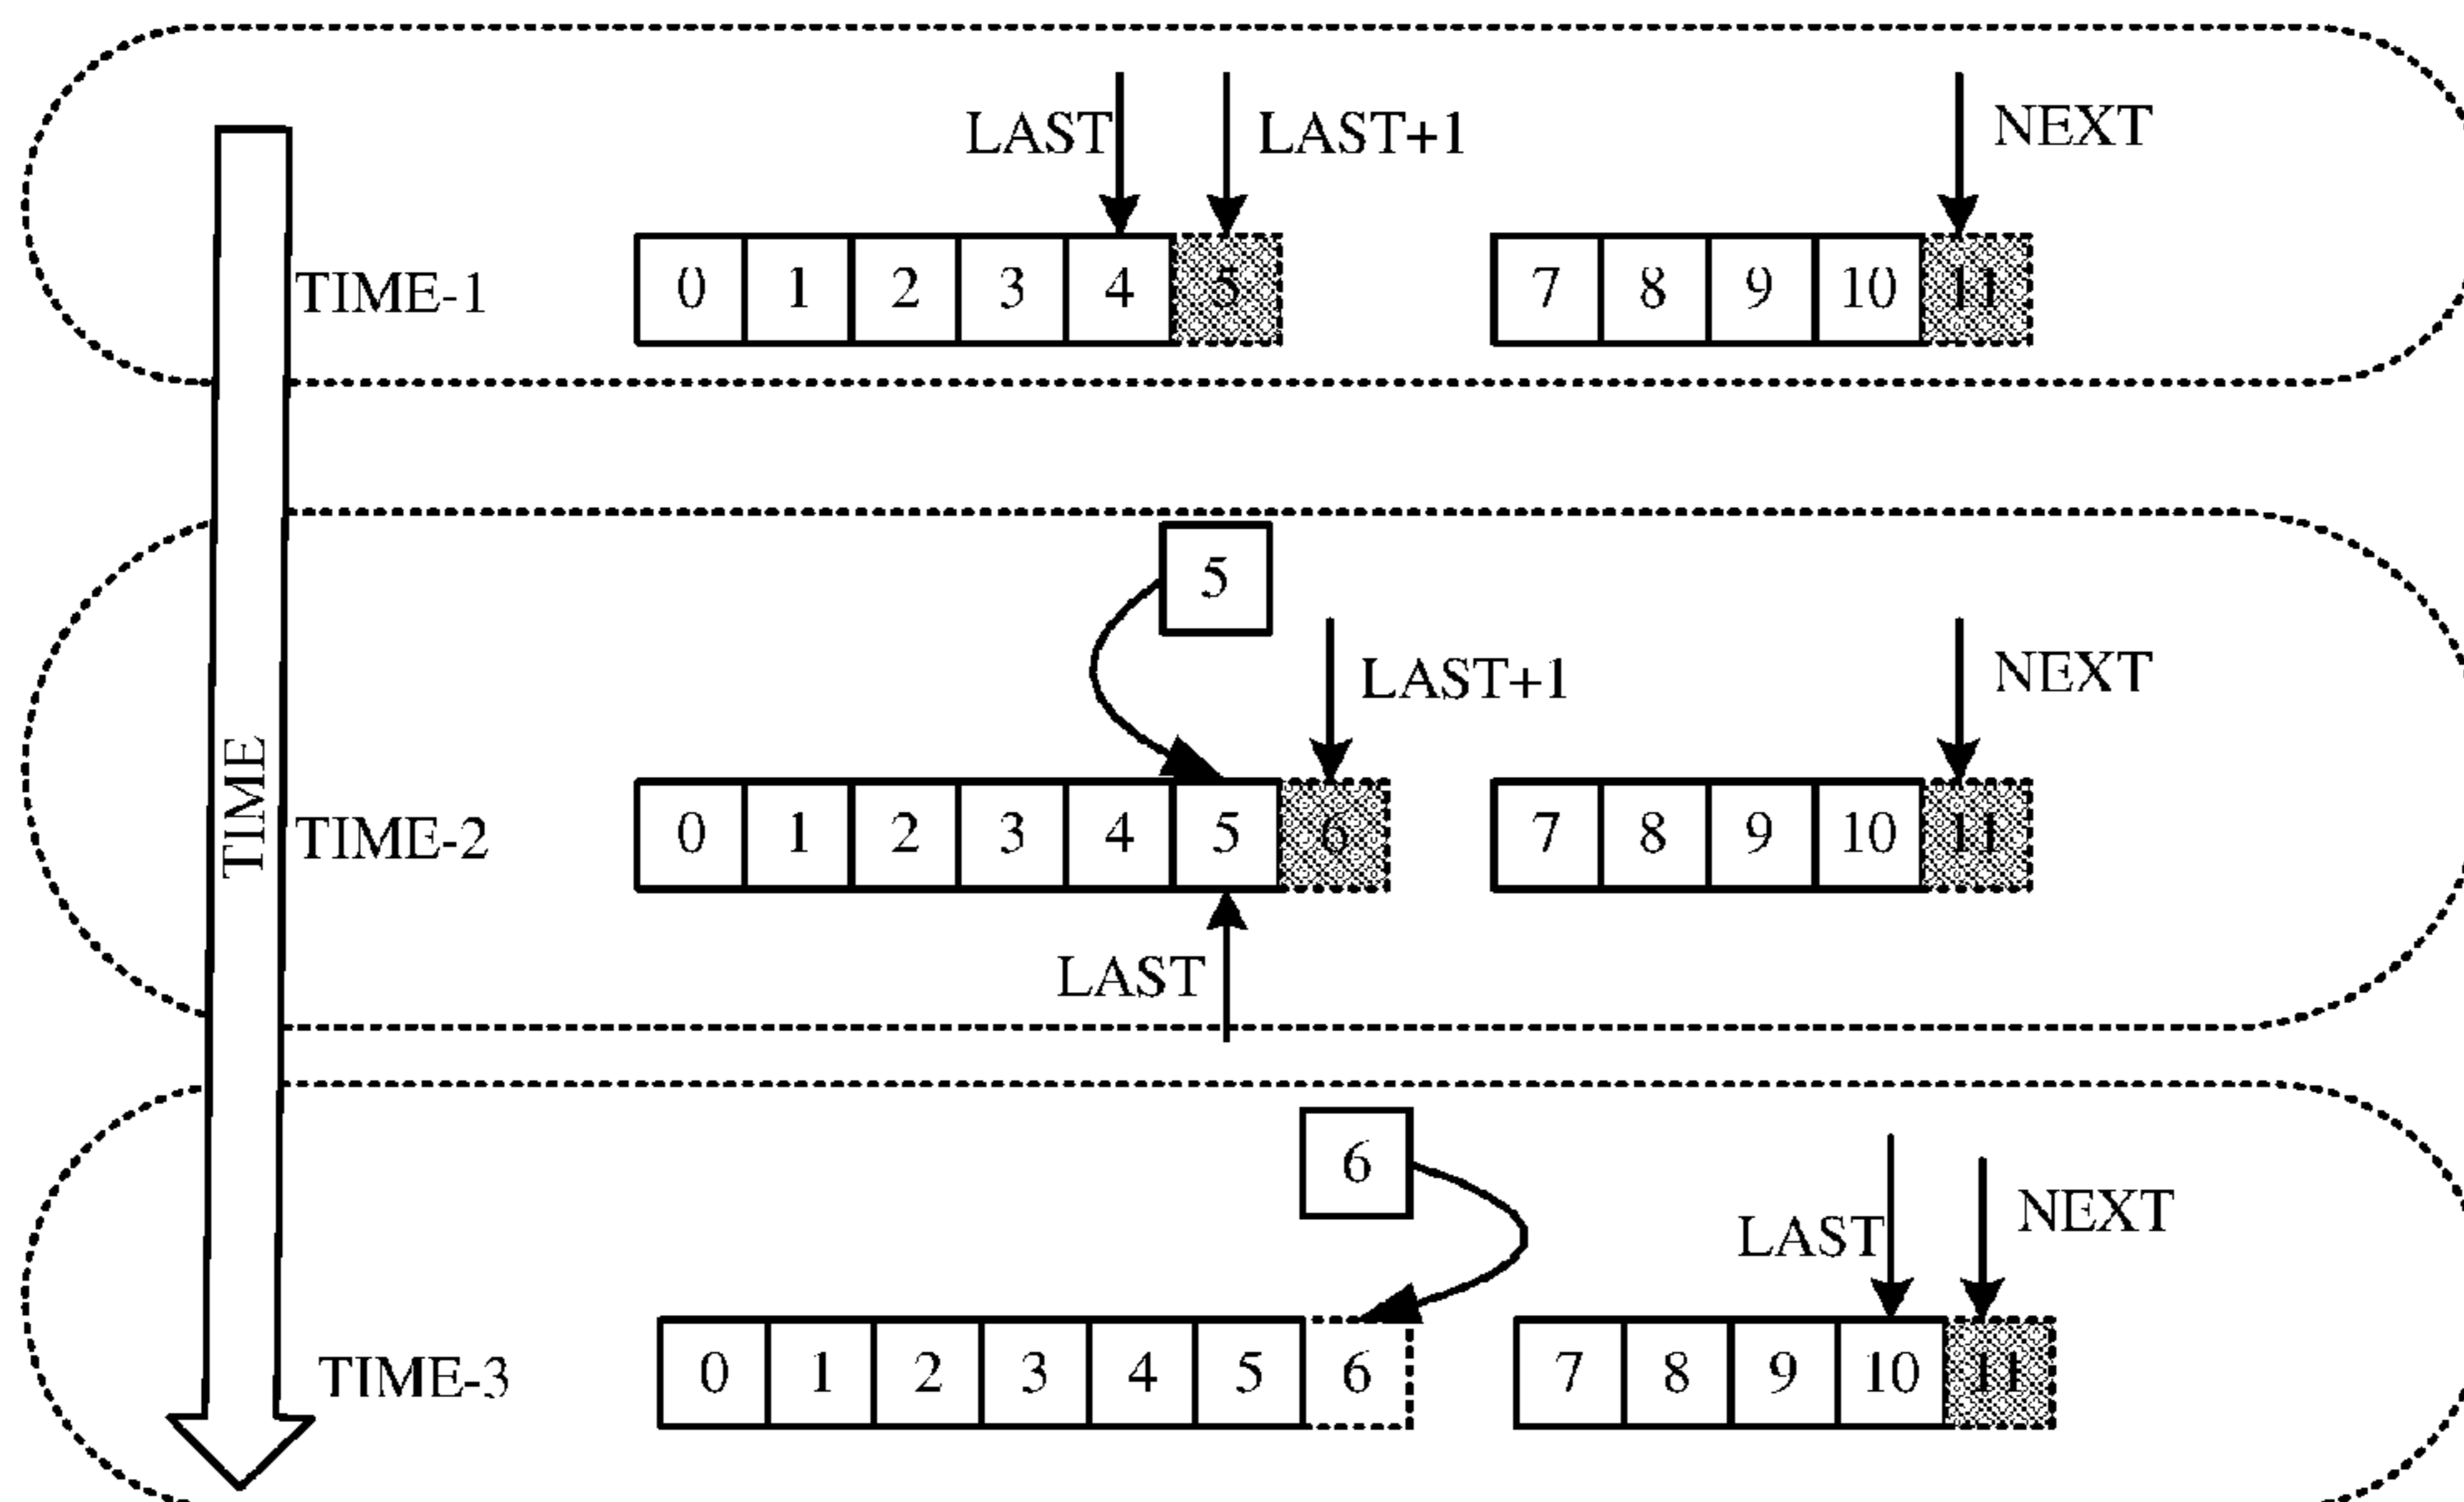 LAST LAST+1 NEXT
TIME-1 0 1 2 3 4 5 7 8 9 10 11
5
LAST+1 NEXT
TIME
TIME-2 0 1 2 3 4 5 6 7 8 9 10 11
LAST
6
LAST NEXT
TIME-3 0 1 2 3 4 5 6 7 8 9 10 11